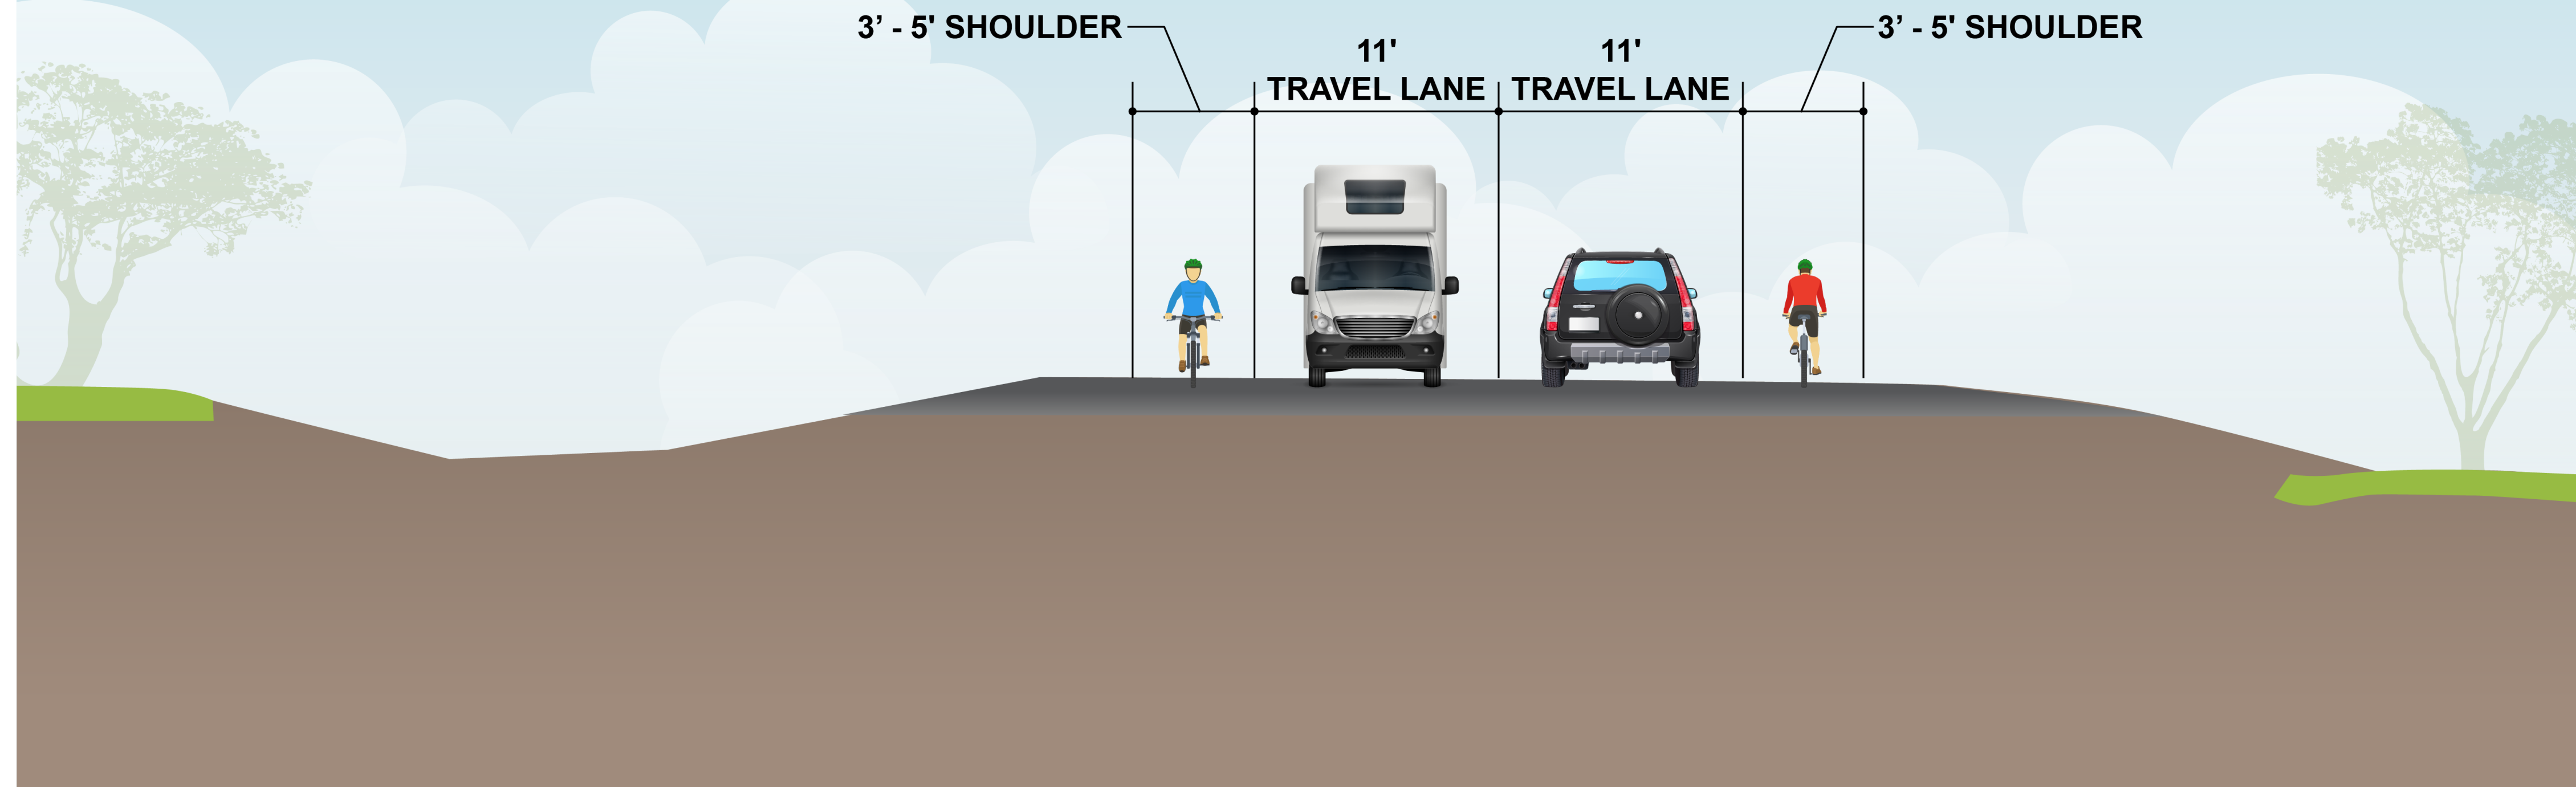 3’ - 5' SHOULDER
11'
TRAVEL LANE
11'
TRAVEL LANE
3’ - 5' SHOULDER